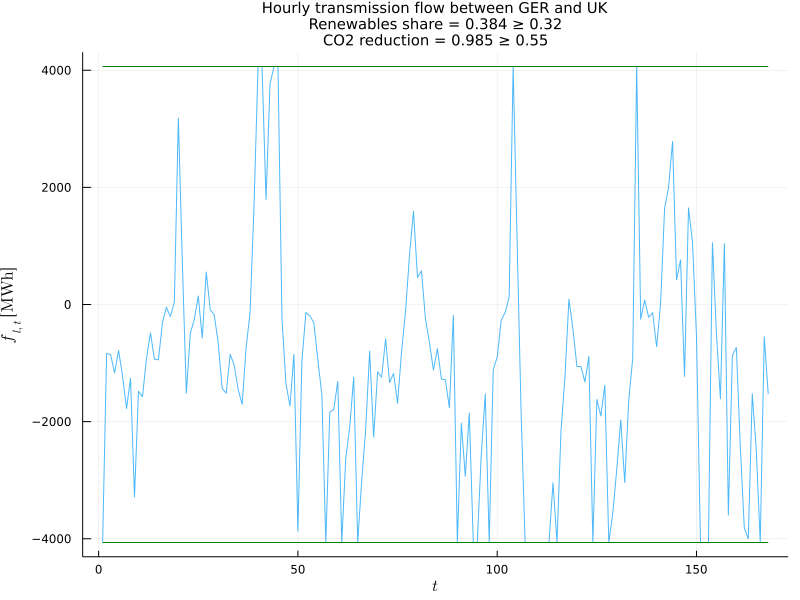 Hourly transmission flow between GER and UK
Renewables share = 0.384 ≥ 0.32
CO2 reduction = 0.985 ≥ 0.55
4000
2000
0
−2000
−4000
f l, t [MWh]
0 50 100 150
t